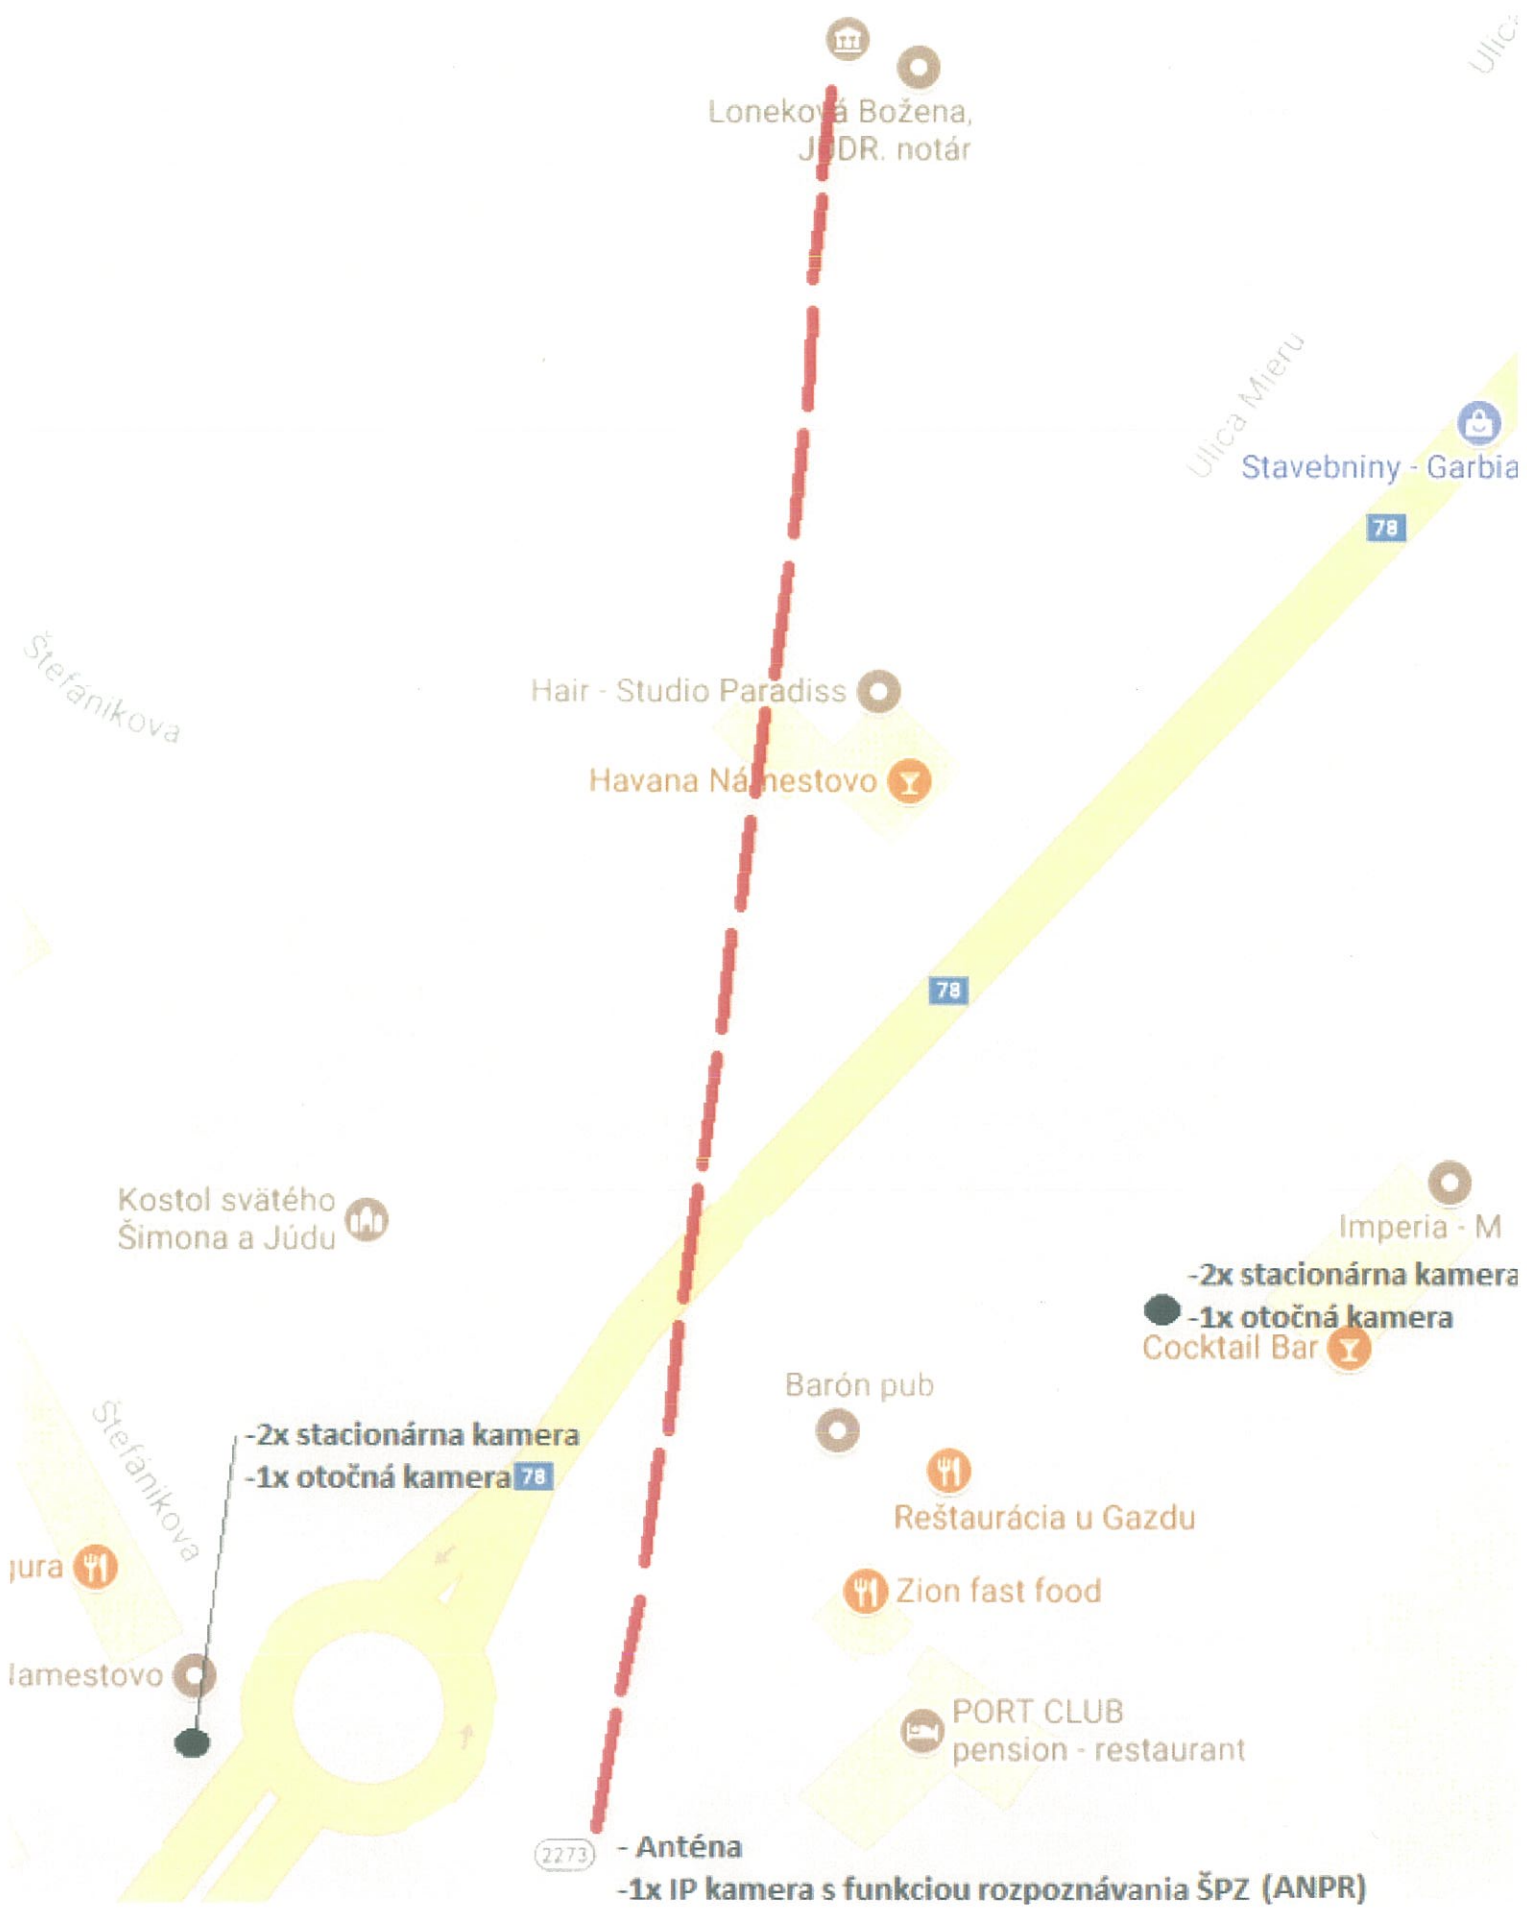 Ulica
Loneková Božena,
JUDR. notár
Ulica Mieru
Stavebniny - Garbia
78
Štefánikova
Hair - Studio Paradiss
Havana Námestovo
78
Kostol svätého
Šimona a Júdu
Imperia - M
-2x stacionárna kamera
-1x otočná kamera
Cocktail Bar
Barón pub
Štefánikova
-2x stacionárna kamera
-1x otočná kamera 78
Reštaurácia u Gazdu
gura
Zion fast food
Namestovo
PORT CLUB
pension - restaurant
2273
- Anténa
-1x IP kamera s funkciou rozpoznávania ŠPZ (ANPR)